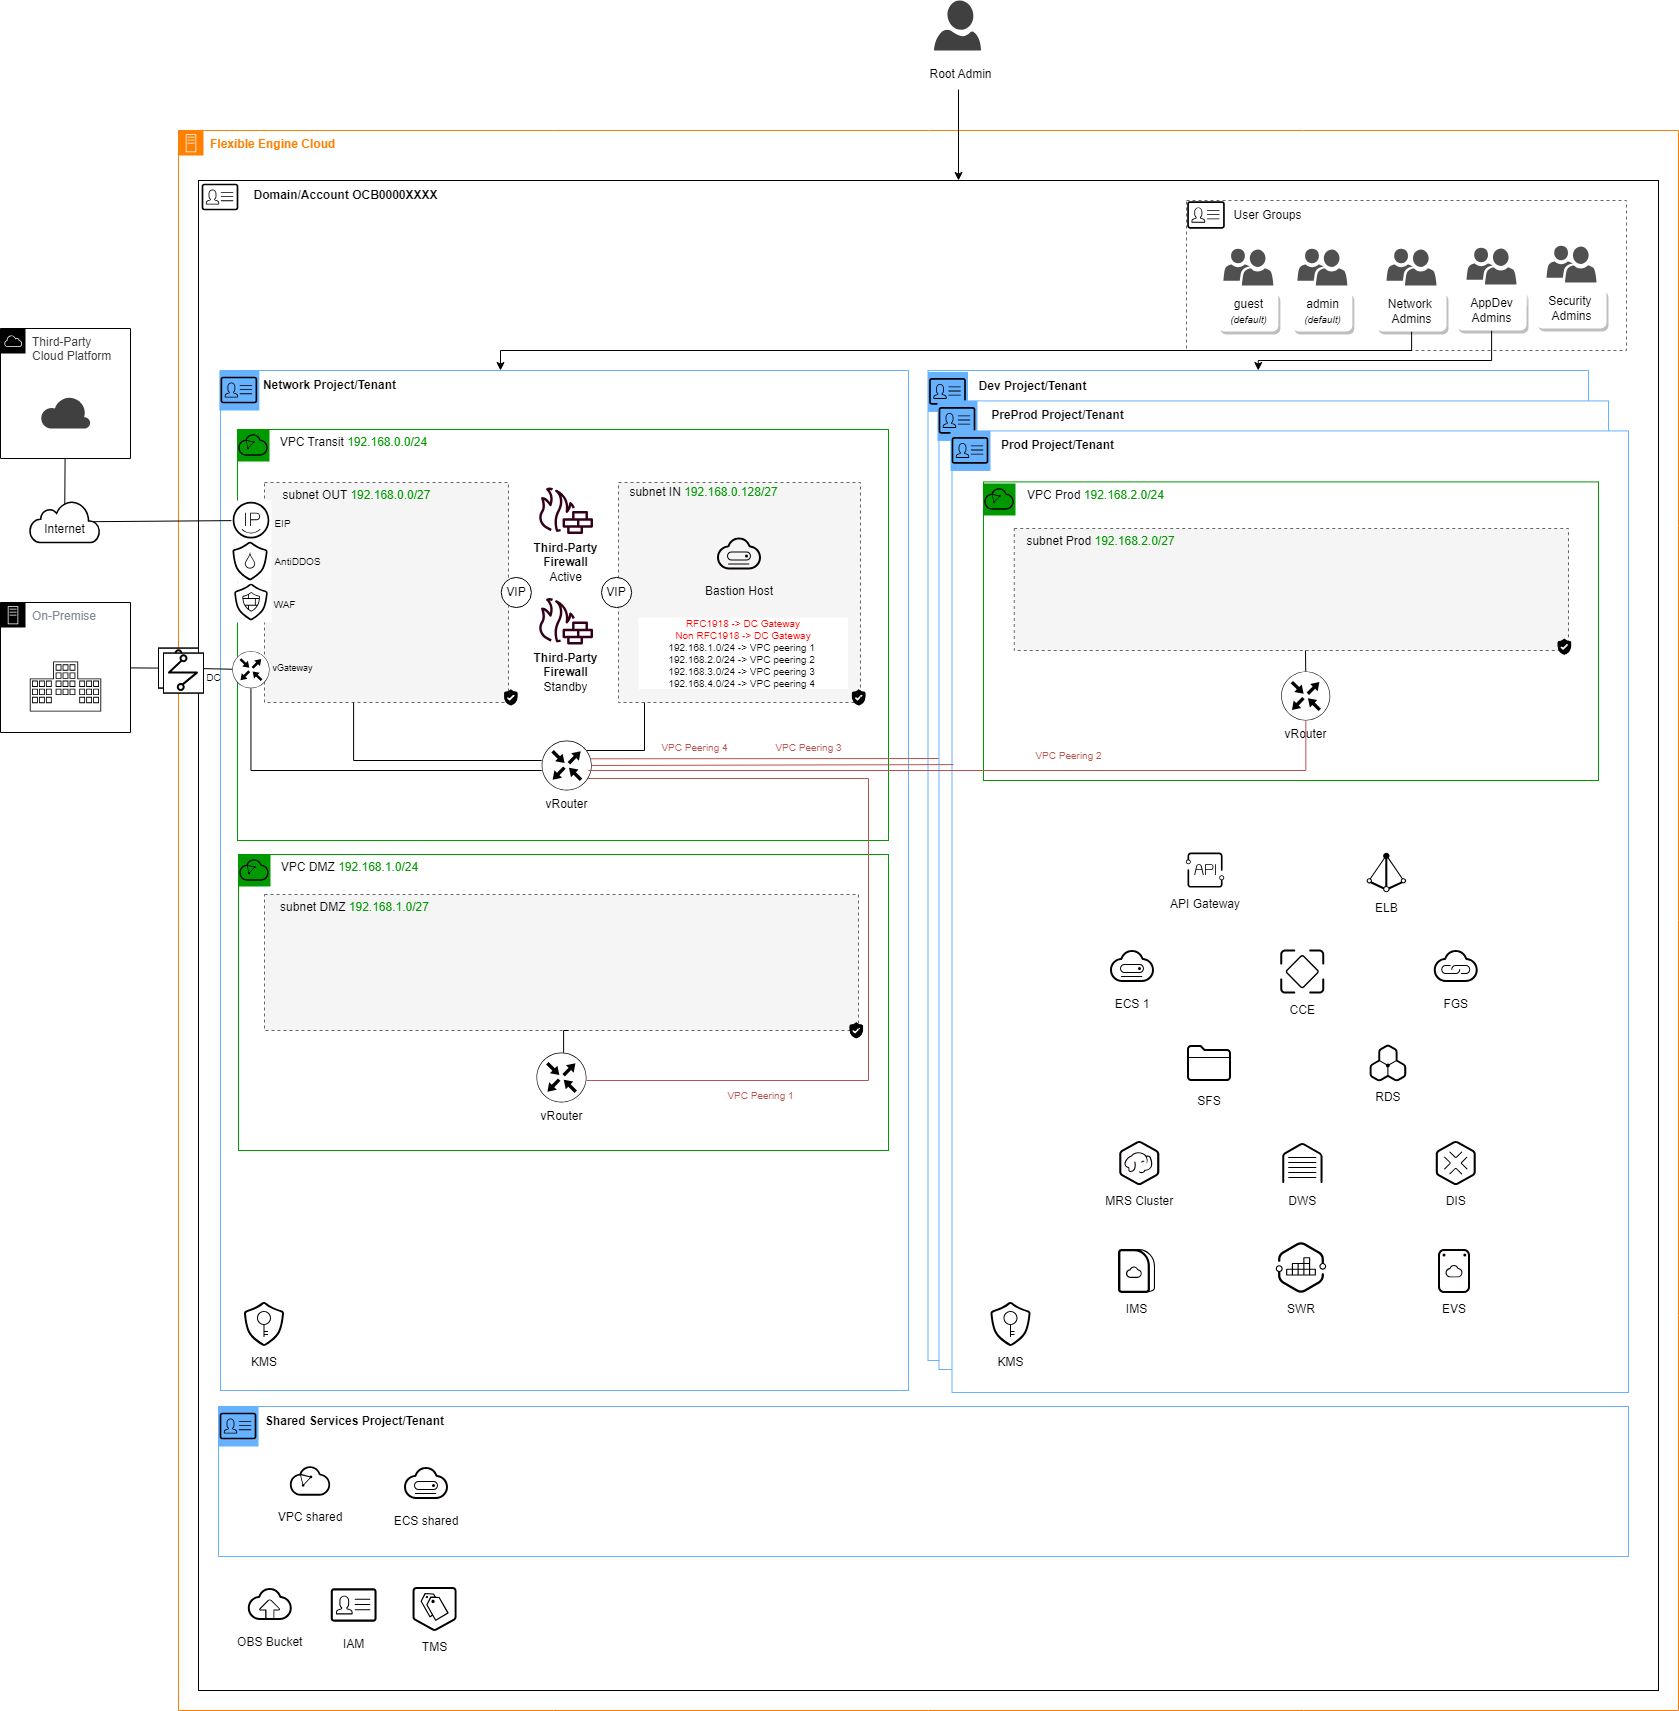 Root Admin
Flexible Engine Cloud
Domain/Account OCB0000XXXX
User Groups
guest
(default)
admin
(default)
Network
Admins
AppDev
Admins
Security
Admins
Third-Party
Cloud Platform
Internet
On-Premise
DC
Network Project/Tenant
VPC Transit 192.168.0.0/24
subnet OUT 192.168.0.0/27
IP
EIP
AntiDDOS
WAF
vGateway
VIP
Third-Party
Firewall
Active
Third-Party
Firewall
Standby
VIP
subnet IN 192.168.0.128/27
Bastion Host
RFC1918 -> DC Gateway
Non RFC1918 -> DC Gateway
192.168.1.0/24 -> VPC peering 1
192.168.2.0/24 -> VPC peering 2
192.168.3.0/24 -> VPC peering 3
192.168.4.0/24 -> VPC peering 4
vRouter
VPC Peering 4
VPC Peering 3
VPC Peering 2
VPC DMZ 192.168.1.0/24
subnet DMZ 192.168.1.0/27
vRouter
VPC Peering 1
KMS
Dev Project/Tenant
PreProd Project/Tenant
Prod Project/Tenant
VPC Prod 192.168.2.0/24
subnet Prod 192.168.2.0/27
vRouter
API
API Gateway
ELB
ECS 1
CCE
FGS
SFS
RDS
MRS Cluster
DWS
DIS
IMS
SWR
EVS
KMS
Shared Services Project/Tenant
VPC shared
ECS shared
OBS Bucket
IAM
TMS